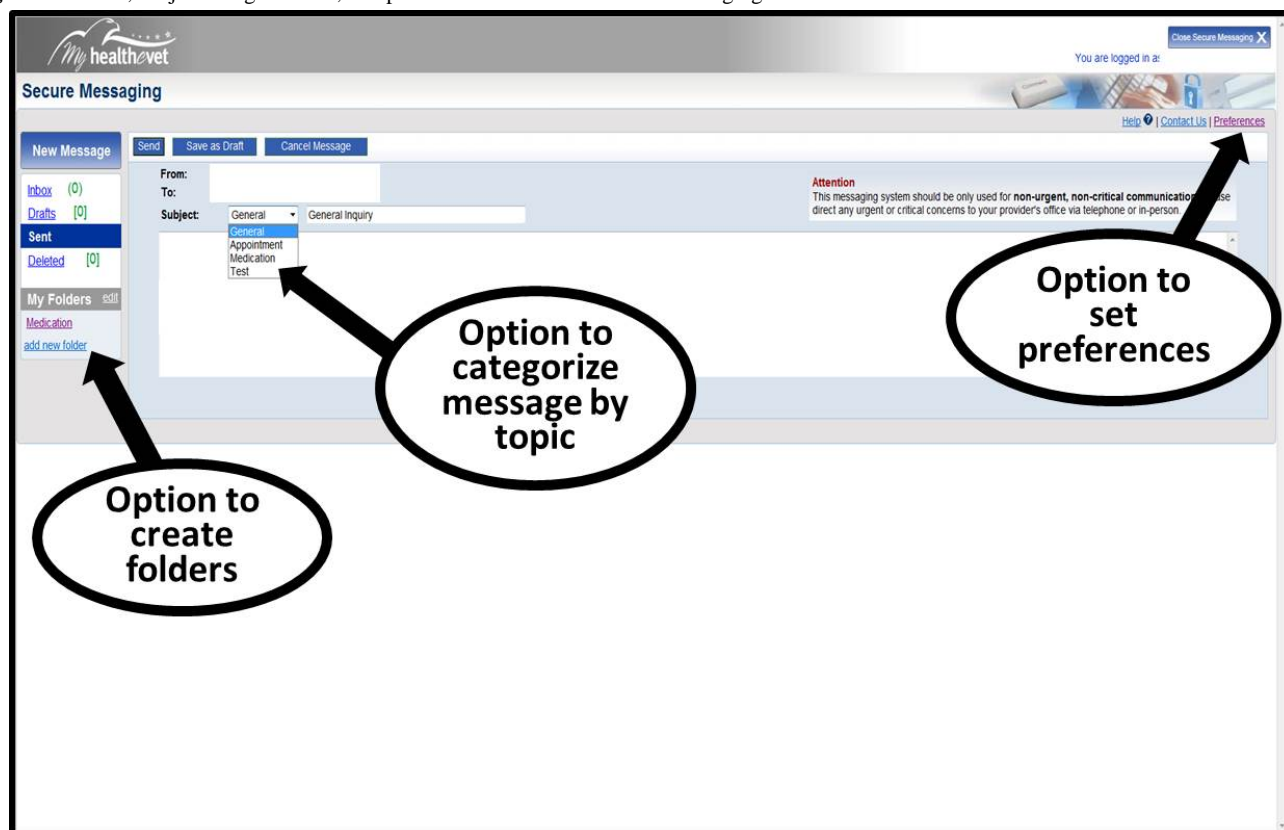 My healthevet
Close Secure Messaging X
You are logged in as
Secure Messaging
Help ? | Contact Us | Preferences
New Message
Send Save as Draft Cancel Message
From:
To:
Subject: General General Inquiry
General
Appointment
Medication
Test
Attention
This messaging system should be only used for non-urgent, non-critical communication
direct any urgent or critical concerns to your provider's office via telephone or in-person.
Inbox (0)
Drafts [0]
Sent
Deleted [0]
My Folders edit
Medication
add new folder
Option to
categorize
message by
topic
Option to
set
preferences
Option to
create
folders